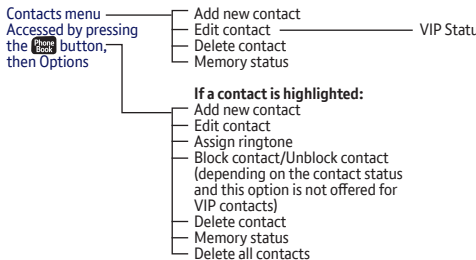 Contacts menu
Accessed by pressing
the Phone Book button,
then Options
Add new contact
Edit contact
VIP Statu
Delete contact
Memory status
If a contact is highlighted:
Add new contact
Edit contact
Assign ringtone
Block contact/Unblock contact
(depending on the contact status
and this option is not offered for
VIP contacts)
Delete contact
Memory status
Delete all contacts